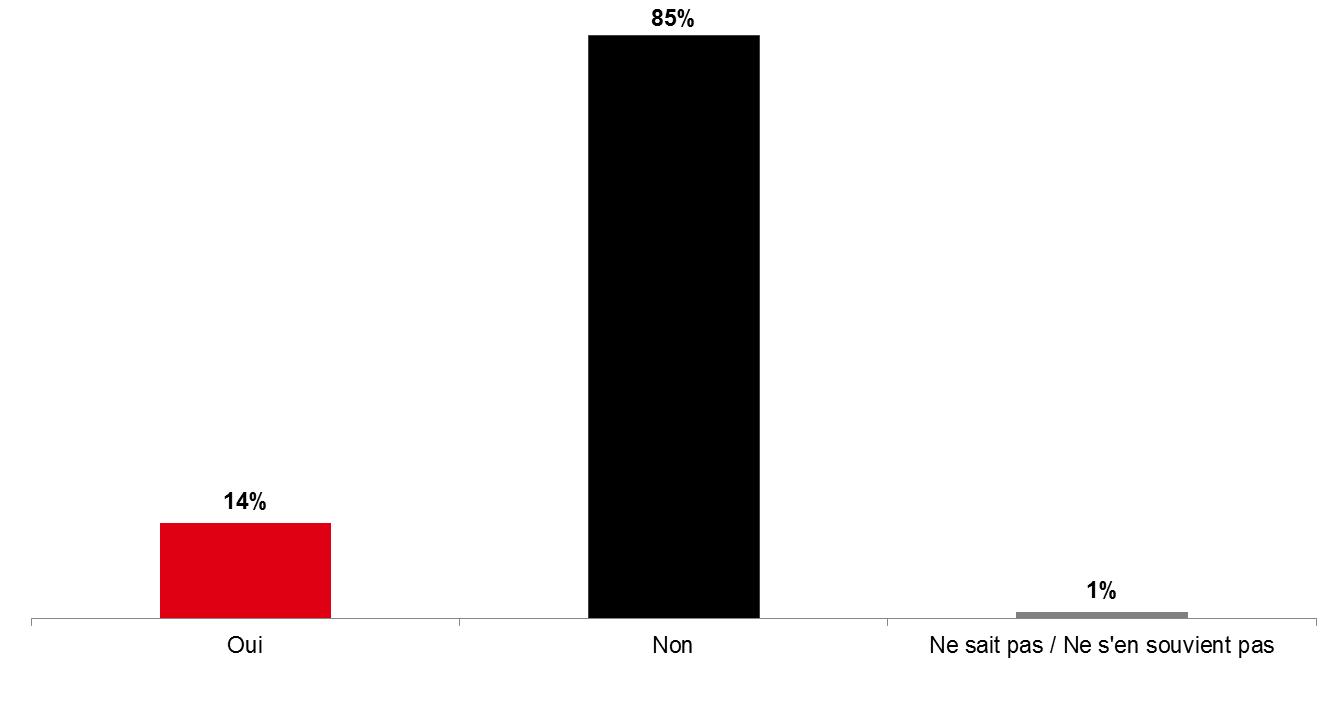 85%
14%
1%
Oui
Non
Ne sait pas / Ne s'en souvient pas